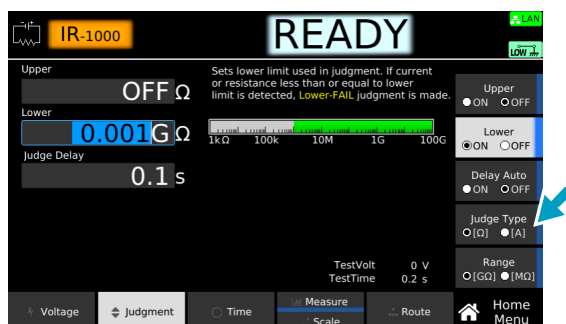 IR-1000
READY
LAN
LOW
Upper
OFF Ω
Lower
0.001G Ω
Judge Delay
0.1 s
Sets lower limit used in judgment. If current
or resistance less than or equal to lower
limit is detected, Lower-FAIL judgment is made.
1kΩ 100k 10M 1G 100G
TestVolt 0 V
TestTime 0.2 s
Upper
ON OFF
Lower
ON OFF
Delay Auto
ON OFF
Judge Type
[Ω] [A]
Range
[GΩ] [MΩ]
Voltage
Judgment
Time
Measure
Scale
Route
Home
Menu